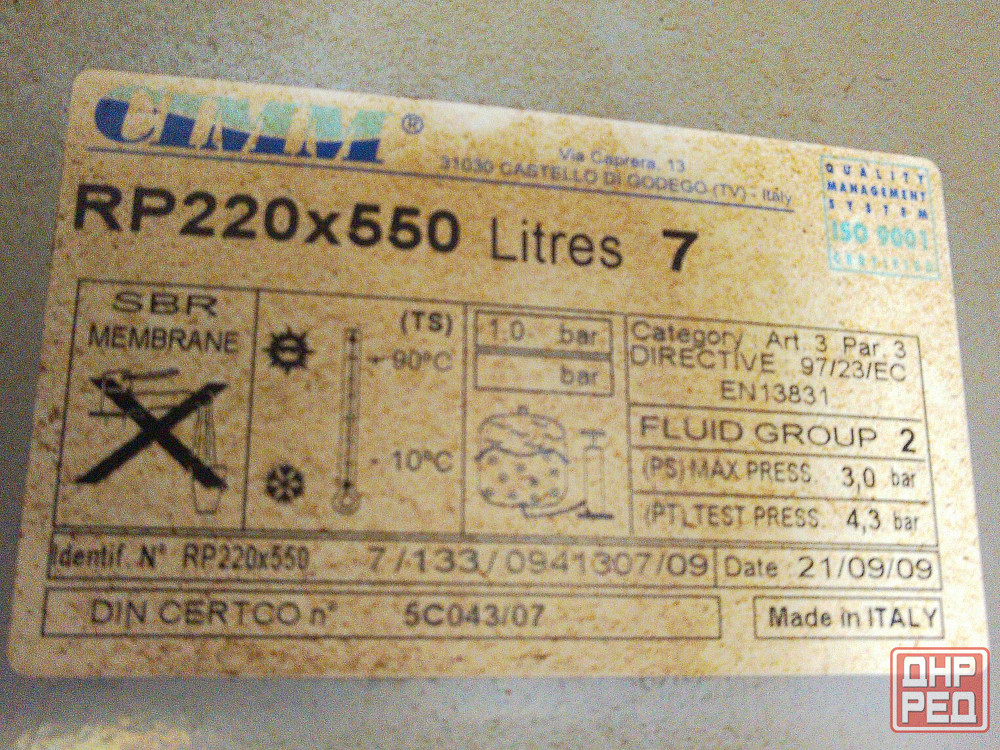 CIMM®
Via Caprera, 13
31030 CASTELLO DI GODEGO (TV) - Italy
QUALITY
MANAGEMENT
SYSTEM
ISO 9001
CERTIFIED
RP220x550 Litres 7
SBR
MEMBRANE
(TS)
+ 90°C
- 10°C
1.0 bar
bar
Category Art. 3 Par. 3
DIRECTIVE 97/23/EC
EN13831
FLUID GROUP 2
(PS) MAX PRESS. 3,0 bar
(PT) TEST PRESS. 4,3 bar
Identif. N° RP220x550 7/133/0941307/09 Date 21/09/09
DIN CERTCO n° 5C043/07
Made in ITALY
ДНР
РЕД